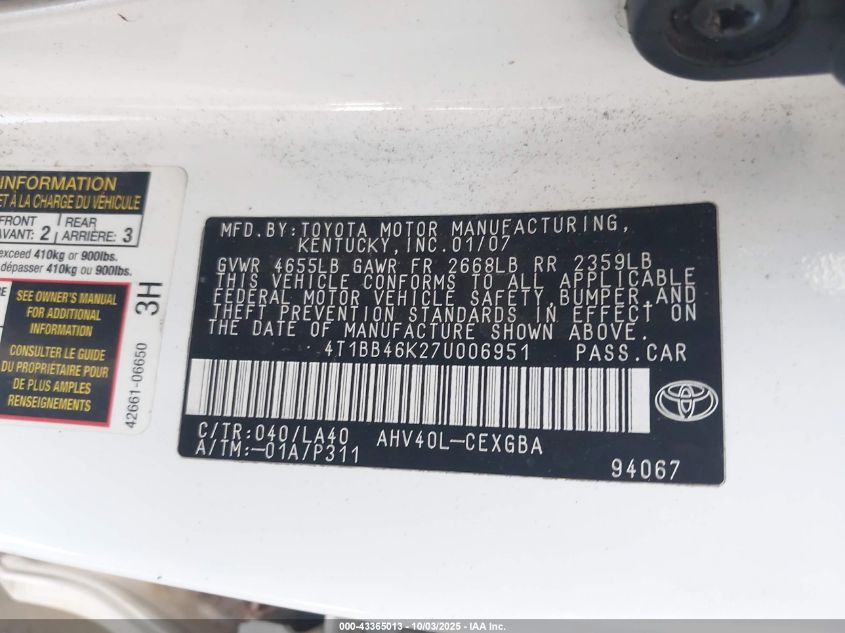 INFORMATION
ET À LA CHARGE DU VÉHICULE
FRONT
AVANT: 2
REAR
ARRIÈRE: 3
exceed 410kg or 900lbs.
dépasser 410kg ou 900lbs.
SEE OWNER'S MANUAL
FOR ADDITIONAL
INFORMATION
CONSULTER LE GUIDE
DU PROPRIÉTAIRE POUR
DE PLUS AMPLES
RENSEIGNEMENTS
3H
42661-06650
MFD.BY:TOYOTA MOTOR MANUFACTURING,
KENTUCKY, INC.01/07
GVWR 4655LB GAWR FR 2668LB RR 2359LB
THIS VEHICLE CONFORMS TO ALL APPLICABLE
FEDERAL MOTOR VEHICLE SAFETY, BUMPER, AND
THEFT PREVENTION STANDARDS IN EFFECT ON
THE DATE OF MANUFACTURE SHOWN ABOVE.
4T1BB46K27U006951 PASS.CAR
C/TR:040/LA40 AHV40L-CEXGBA
A/TM:-01A/P311
94067
000-43365013 - 10/03/2025 - IAA Inc.